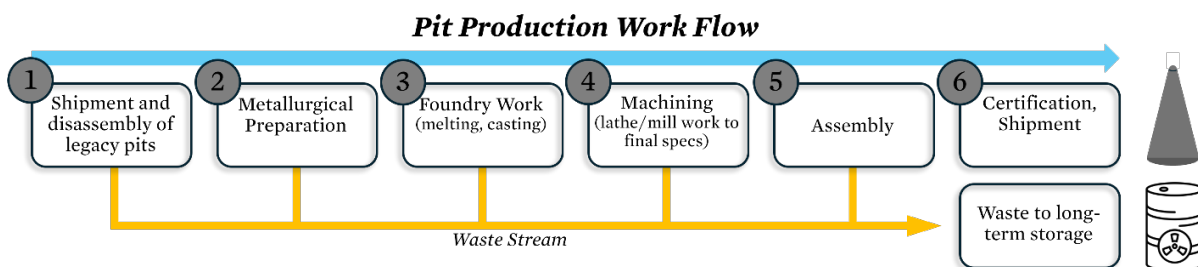 Pit Production Work Flow
1
Shipment and
disassembly of
legacy pits
2
Metallurgical
Preparation
3
Foundry Work
(melting, casting)
4
Machining
(lathe/mill work to
final specs)
5
Assembly
6
Certification,
Shipment
Waste Stream
Waste to long-
term storage